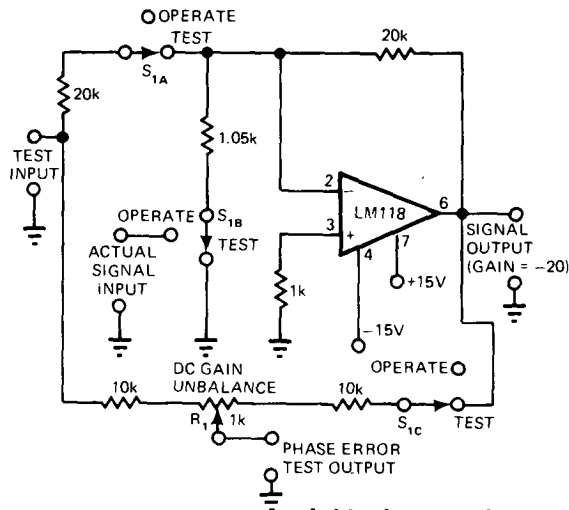 OPERATE
TEST
S1A
20k
20k
1.05k
TEST
INPUT
OPERATE
S1B
TEST
ACTUAL
SIGNAL
INPUT
2
−
LM118
6
3
+
7
4
1k
+15V
−15V
SIGNAL
OUTPUT
(GAIN = −20)
DC GAIN
UNBALANCE
OPERATE
10k
R1
1k
10k
S1C
TEST
PHASE ERROR
TEST OUTPUT